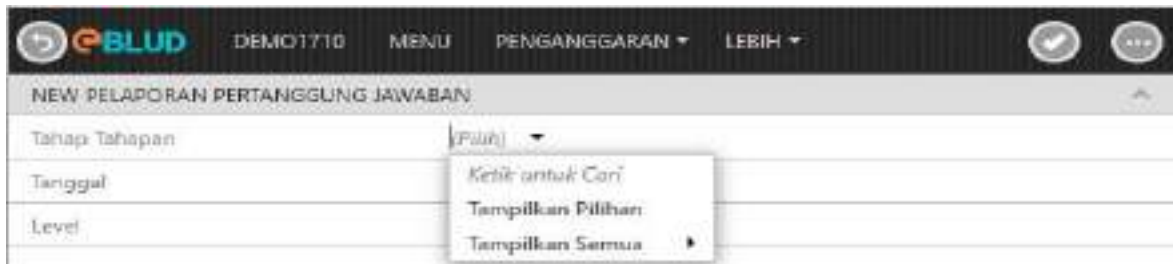 eBLUD DEMO1710 MENU PENGANGGARAN LEBIH
NEW PELAPORAN PERTANGGUNG JAWABAN
Tahap Tahapan (Pilih)
Ketik untuk Cari
Tanggal
Tampilkan Pilihan
Level
Tampilkan Semua